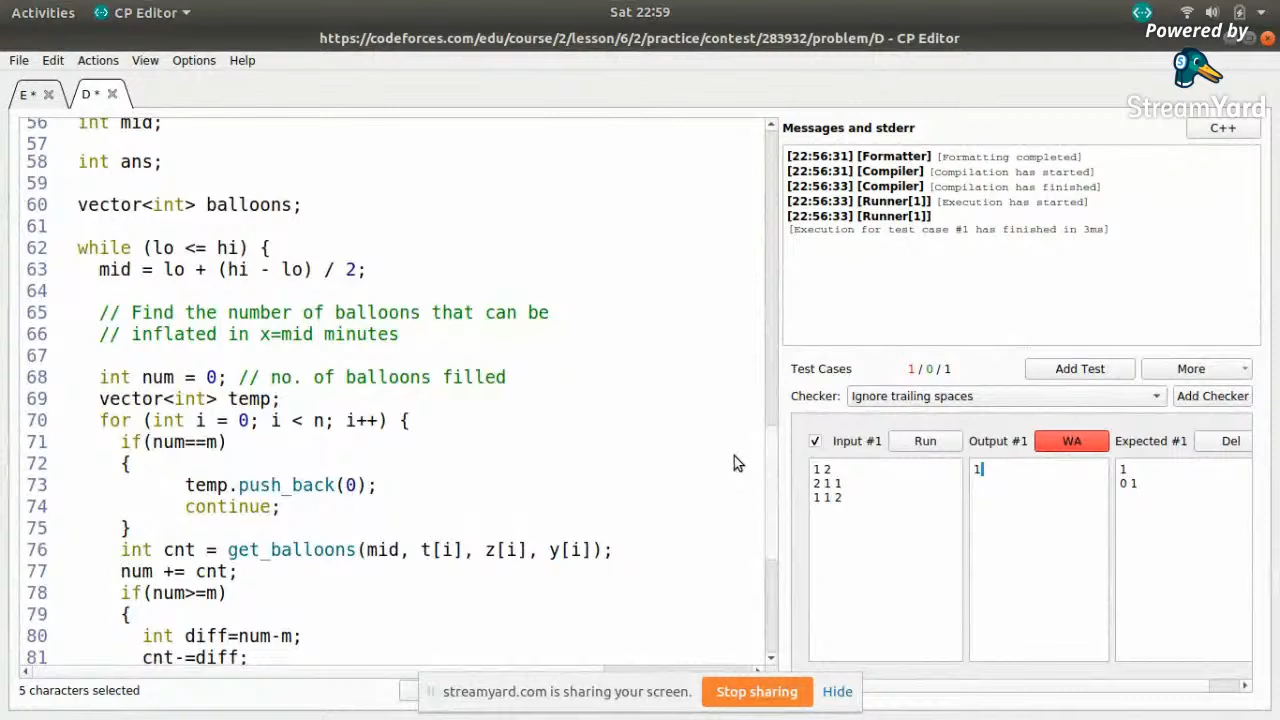 Activities CP Editor Sat 22:59
Powered by
https://codeforces.com/edu/course/2/lesson/6/2/practice/contest/283932/problem/D - CP Editor
S
StreamYard
File Edit Actions View Options Help
E * D *
56 int mid;
57
58 int ans;
59
60 vector<int> balloons;
61
62 while (lo <= hi) {
63 mid = lo + (hi - lo) / 2;
64
65 // Find the number of balloons that can be
66 // inflated in x=mid minutes
67
68 int num = 0; // no. of balloons filled
69 vector<int> temp;
70 for (int i = 0; i < n; i++) {
71 if(num==m)
72 {
73 temp.push_back(0);
74 continue;
75 }
76 int cnt = get_balloons(mid, t[i], z[i], y[i]);
77 num += cnt;
78 if(num>=m)
79 {
80 int diff=num-m;
81 cnt-=diff;
5 characters selected
Messages and stderr C++
[22:56:31] [Formatter] [Formatting completed]
[22:56:31] [Compiler] [Compilation has started]
[22:56:33] [Compiler] [Compilation has finished]
[22:56:33] [Runner[1]] [Execution has started]
[22:56:33] [Runner[1]]
[Execution for test case #1 has finished in 3ms]
Test Cases 1 / 0 / 1 Add Test More
Checker: Ignore trailing spaces Add Checker
Input #1 Run Output #1 WA Expected #1 Del
1 2
2 1 1
1 1 2
1
1
0 1
streamyard.com is sharing your screen. Stop sharing Hide